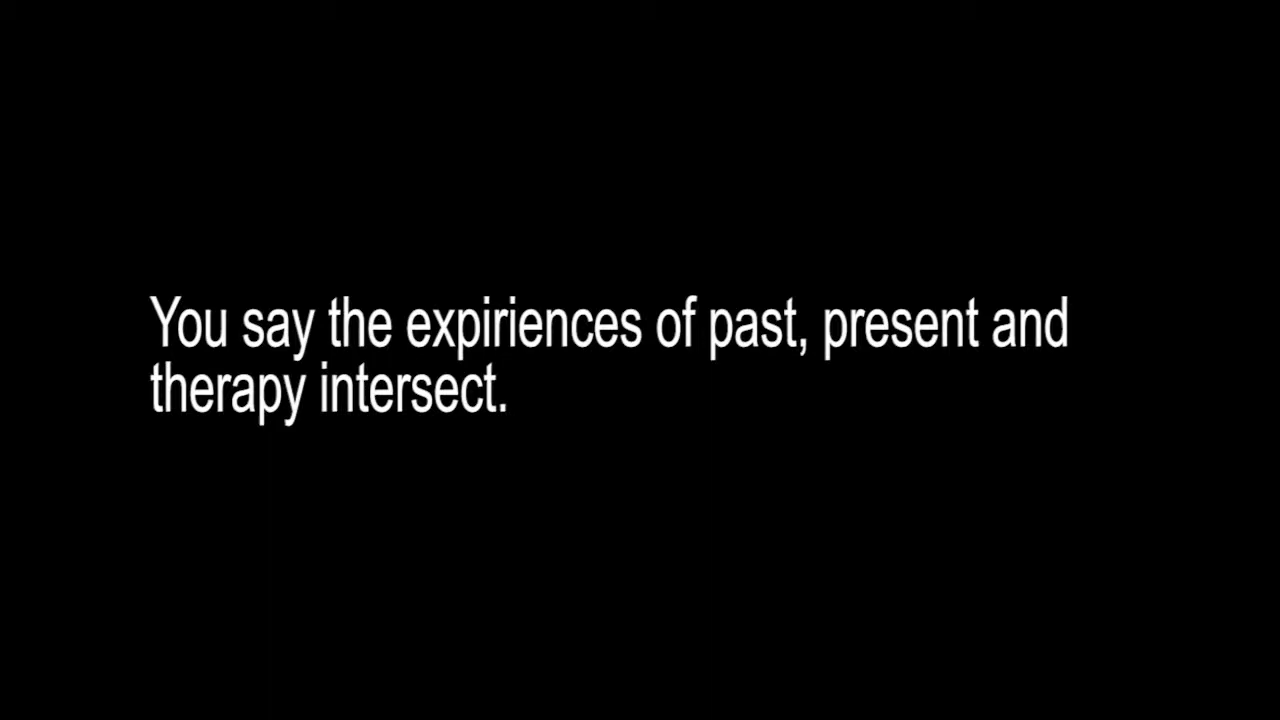 You say the expiriences of past, present and
therapy intersect.